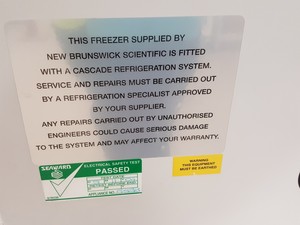 THIS FREEZER SUPPLIED BY
NEW BRUNSWICK SCIENTIFIC IS FITTED
WITH A CASCADE REFRIGERATION SYSTEM.
SERVICE AND REPAIRS MUST BE CARRIED OUT
BY A REFRIGERATION SPECIALIST APPROVED
BY YOUR SUPPLIER.
ANY REPAIRS CARRIED OUT BY UNAUTHORISED
ENGINEERS COULD CAUSE SERIOUS DAMAGE
TO THE SYSTEM AND MAY AFFECT YOUR WARRANTY.
SEAWARD
ELECTRICAL SAFETY TEST
PASSED
WARNING
THIS EQUIPMENT
MUST BE EARTHED